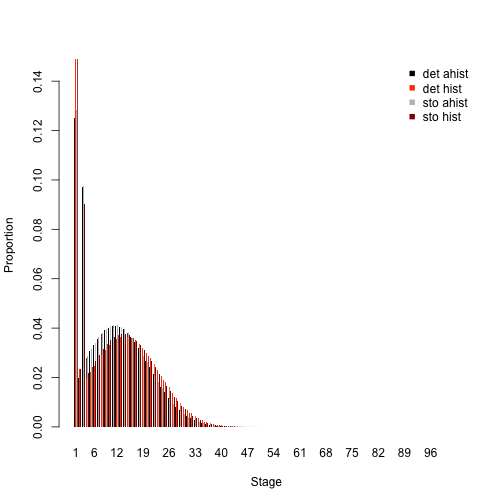 det ahist
det hist
sto ahist
sto hist
0.14
0.12
0.10
0.08
0.06
0.04
0.02
0.00
Proportion
1 6 12 19 26 33 40 47 54 61 68 75 82 89 96
Stage